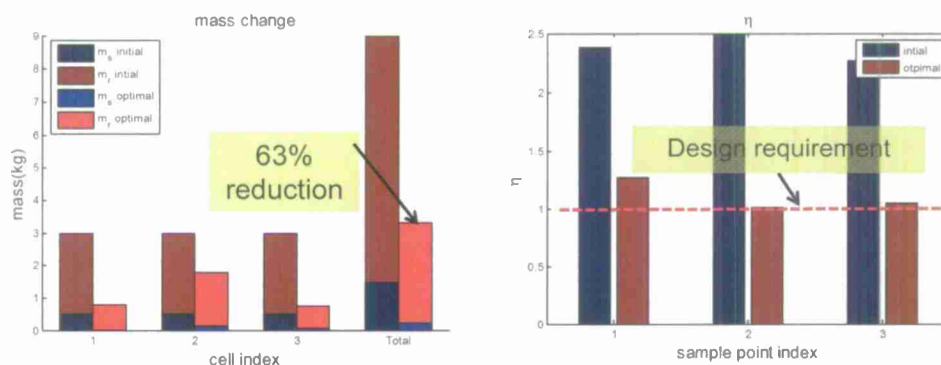 mass change
9
8
7
6
5
4
3
2
1
0
mass(kg)
m_s initial
m_r intial
m_s optimal
m_r optimal
63%
reduction
1 2 3 Total
cell index
η
2.5
2
1.5
1
0.5
0
η
intial
otpimal
Design requirement
1 2 3
sample point index